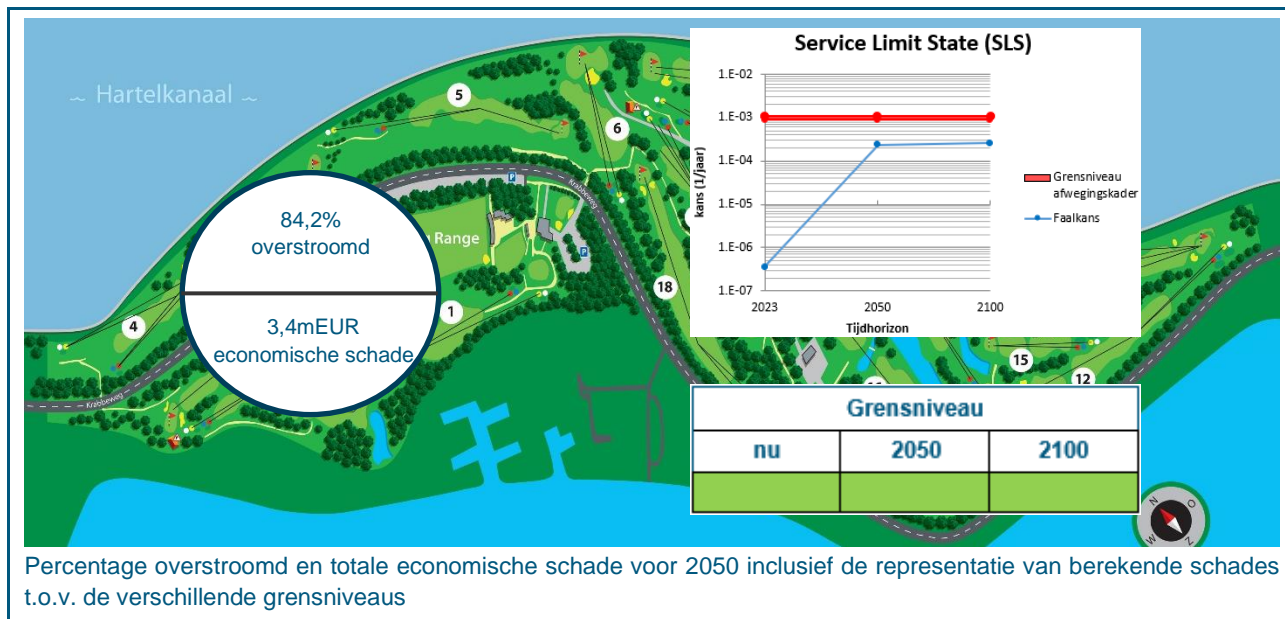 ~ Hartelkanaal ~
5
6
Krabbeweg
g Range
18
1
4
Krabbeweg
15
12
84,2%
overstroomd
3,4mEUR
economische schade
Service Limit State (SLS)
kans (1/jaar)
1.E-02
1.E-03
1.E-04
1.E-05
1.E-06
1.E-07
2023 2050 2100
Tijdhorizon
Grensniveau
afwegingskader
Faalkans
Grensniveau
nu 2050 2100
N
O
W
Z
P
P
Percentage overstroomd en totale economische schade voor 2050 inclusief de representatie van berekende schades
t.o.v. de verschillende grensniveaus